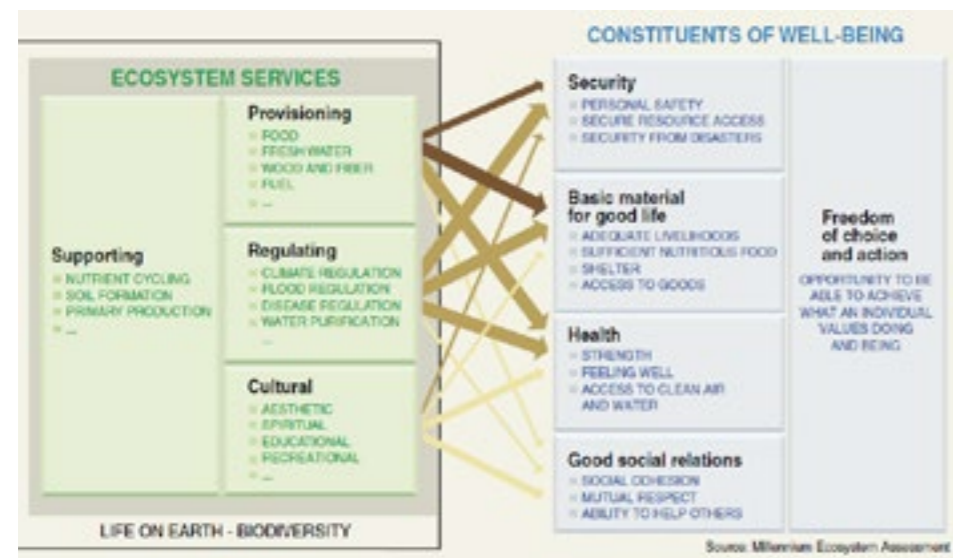 CONSTITUENTS OF WELL-BEING
ECOSYSTEM SERVICES
Supporting
NUTRIENT CYCLING
SOIL FORMATION
PRIMARY PRODUCTION
...
Provisioning
FOOD
FRESH WATER
WOOD AND FIBER
FUEL
...
Regulating
CLIMATE REGULATION
FLOOD REGULATION
DISEASE REGULATION
WATER PURIFICATION
...
Cultural
AESTHETIC
SPIRITUAL
EDUCATIONAL
RECREATIONAL
...
LIFE ON EARTH - BIODIVERSITY
Security
PERSONAL SAFETY
SECURE RESOURCE ACCESS
SECURITY FROM DISASTERS
Basic material
for good life
ADEQUATE LIVELIHOODS
SUFFICIENT NUTRITIOUS FOOD
SHELTER
ACCESS TO GOODS
Health
STRENGTH
FEELING WELL
ACCESS TO CLEAN AIR
AND WATER
Good social relations
SOCIAL COHESION
MUTUAL RESPECT
ABILITY TO HELP OTHERS
Freedom
of choice
and action
OPPORTUNITY TO BE
ABLE TO ACHIEVE
WHAT AN INDIVIDUAL
VALUES DOING
AND BEING
Source: Millennium Ecosystem Assessment